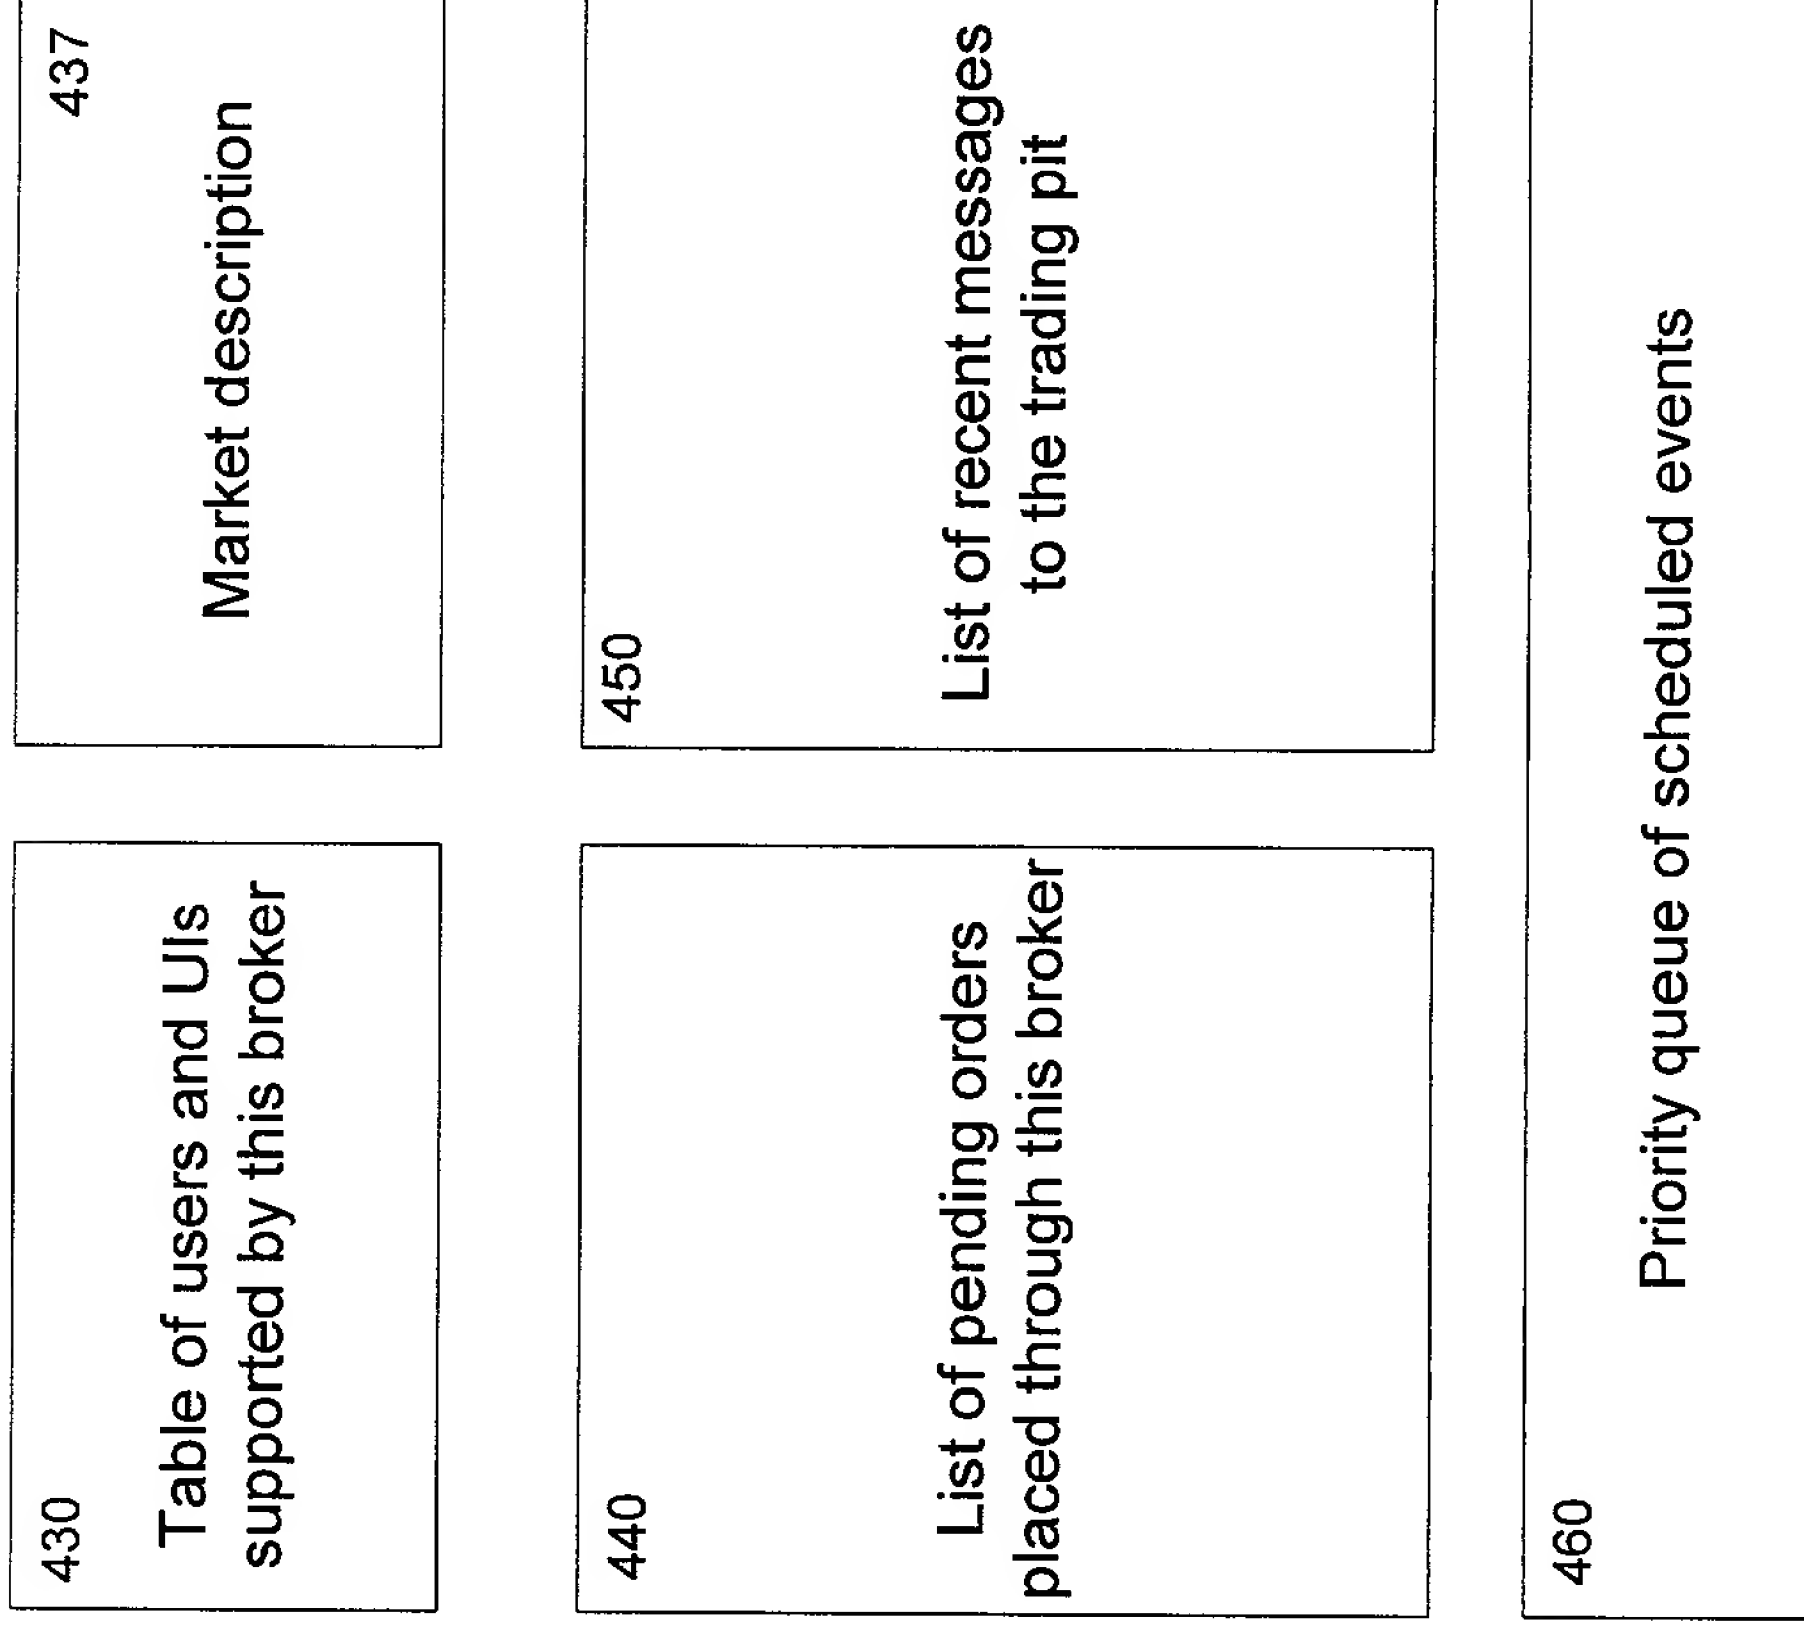 430
Table of users and UIs
supported by this broker
437
Market description
440
List of pending orders
placed through this broker
450
List of recent messages
to the trading pit
460
Priority queue of scheduled events